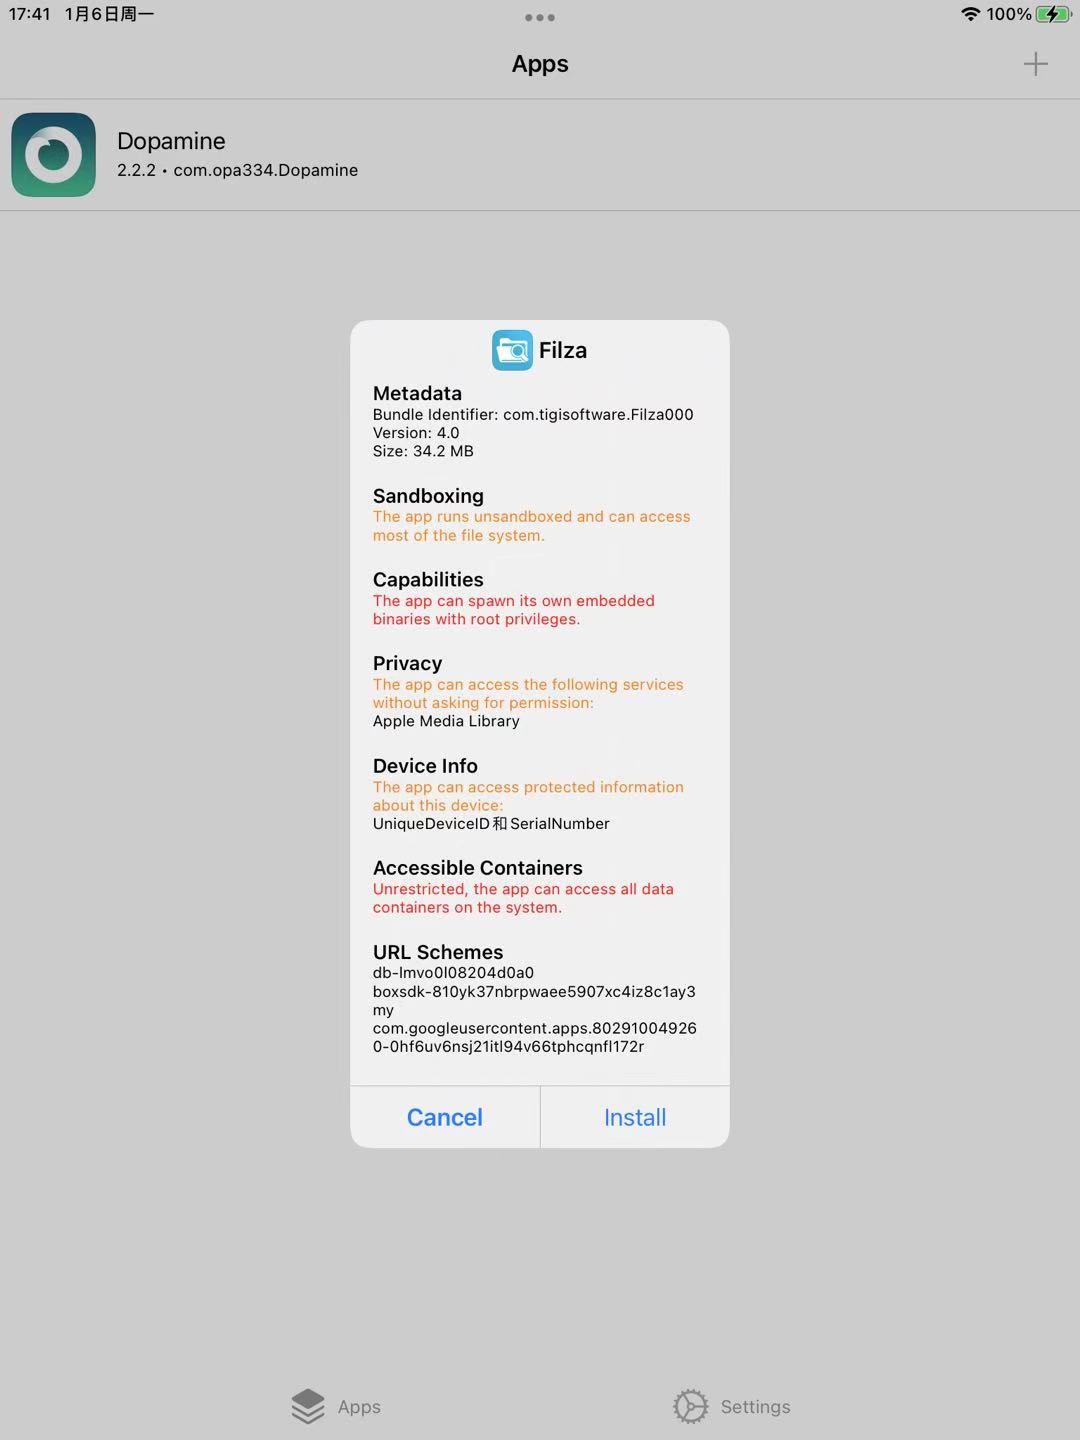 17:41 1月6日周一
100%
Apps
Dopamine
2.2.2 • com.opa334.Dopamine
Filza
Metadata
Bundle Identifier: com.tigisoftware.Filza000
Version: 4.0
Size: 34.2 MB
Sandboxing
The app runs unsandboxed and can access
most of the file system.
Capabilities
The app can spawn its own embedded
binaries with root privileges.
Privacy
The app can access the following services
without asking for permission:
Apple Media Library
Device Info
The app can access protected information
about this device:
UniqueDeviceID和SerialNumber
Accessible Containers
Unrestricted, the app can access all data
containers on the system.
URL Schemes
db-lmvo0l08204d0a0
boxsdk-810yk37nbrpwaee5907xc4iz8c1ay3
my
com.googleusercontent.apps.80291004926
0-0hf6uv6nsj21itl94v66tphcqnfl172r
Cancel
Install
Apps
Settings